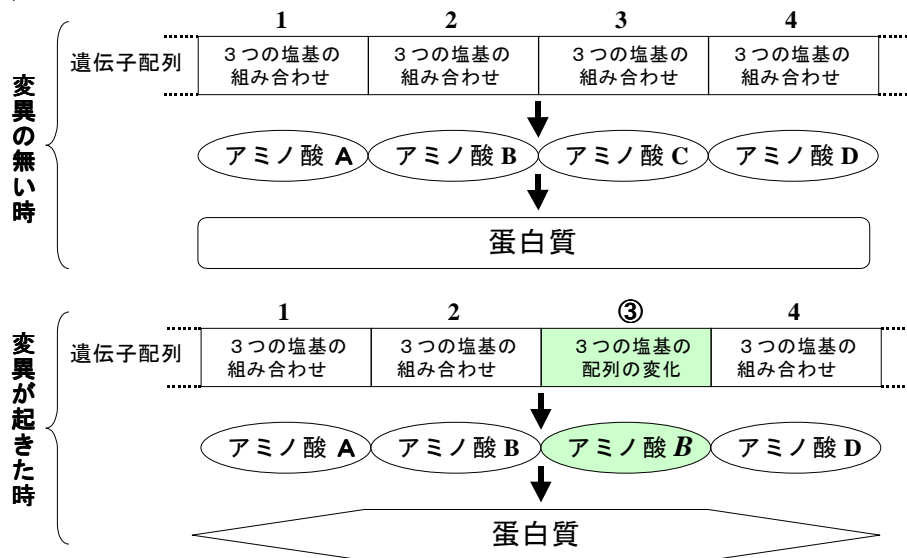 変異の無い時
1 2 3 4
遺伝子配列
３つの塩基の組み合わせ
３つの塩基の組み合わせ
３つの塩基の組み合わせ
３つの塩基の組み合わせ
アミノ酸 A アミノ酸 B アミノ酸 C アミノ酸 D
蛋白質
変異が起きた時
1 2 ③ 4
遺伝子配列
３つの塩基の組み合わせ
３つの塩基の組み合わせ
３つの塩基の配列の変化
３つの塩基の組み合わせ
アミノ酸 A アミノ酸 B アミノ酸 B アミノ酸 D
蛋白質